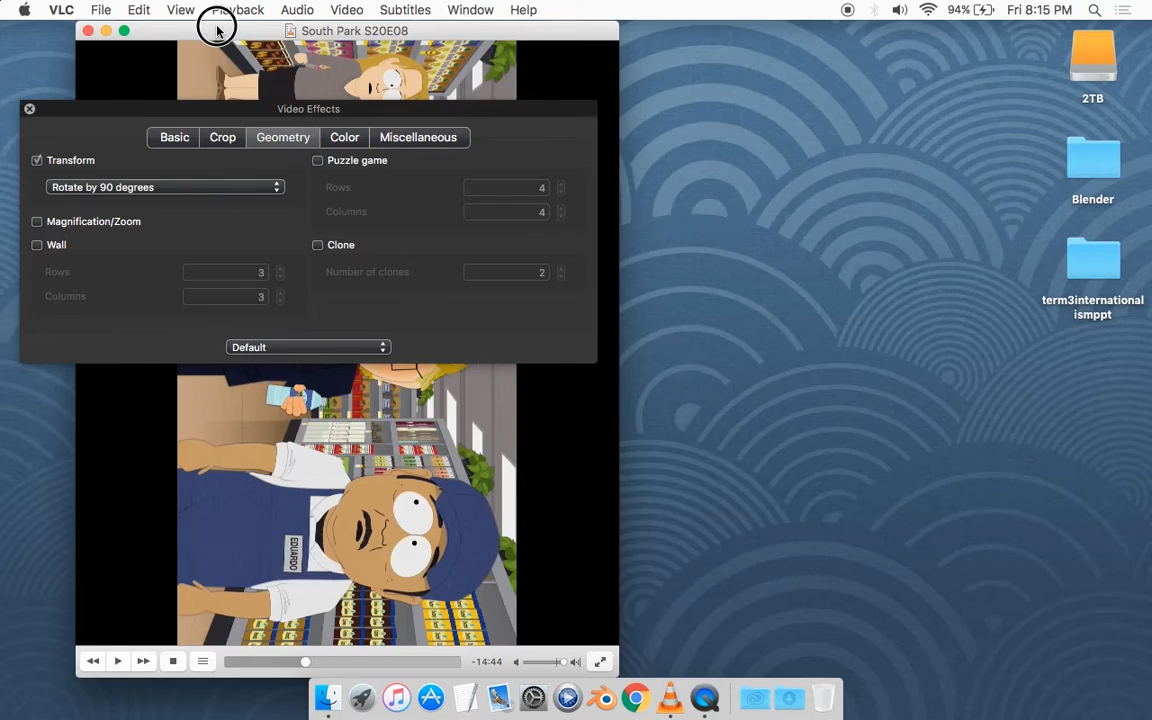 VLC File Edit View Playback Audio Video Subtitles Window Help 94% Fri 8:15 PM
South Park S20E08
2TB
Video Effects
Basic Crop Geometry Color Miscellaneous
Transform
Puzzle game
Rotate by 90 degrees
Rows 4
Columns 4
Magnification/Zoom
Wall
Clone
Rows 3
Number of clones 2
Columns 3
Default
Blender
term3international
ismppt
EDUARDO
-14:44